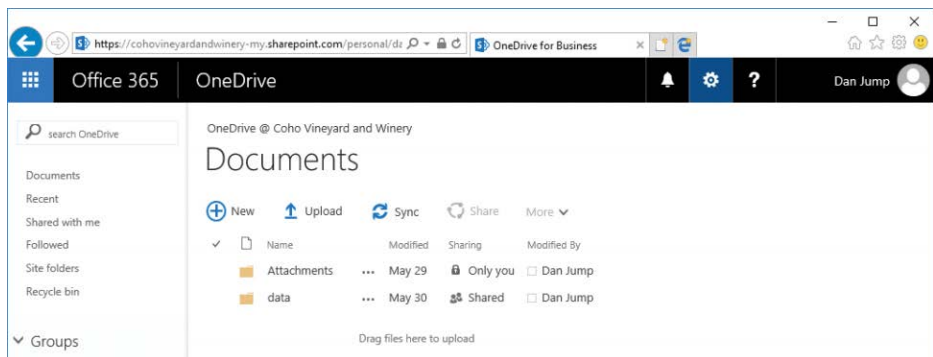 https://cohovineyardandwinery-my.sharepoint.com/personal/da
OneDrive for Business
Office 365 OneDrive ? Dan Jump
search OneDrive
Documents
Recent
Shared with me
Followed
Site folders
Recycle bin
Groups
OneDrive @ Coho Vineyard and Winery
Documents
New Upload Sync Share More
Name Modified Sharing Modified By
Attachments ... May 29 Only you Dan Jump
data ... May 30 Shared Dan Jump
Drag files here to upload